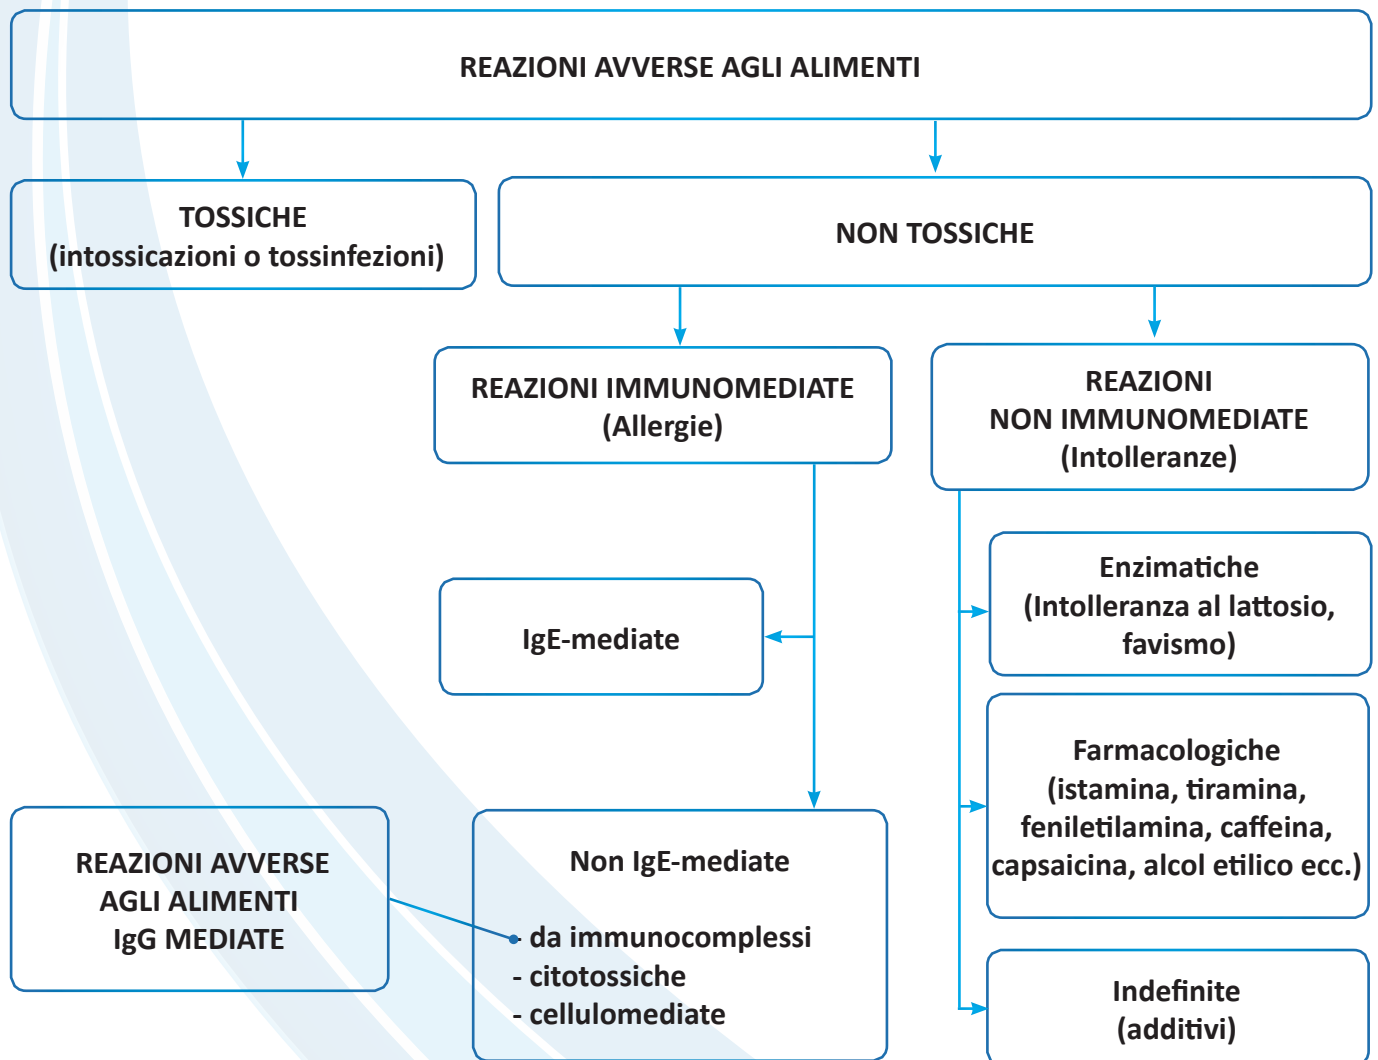 REAZIONI AVVERSE AGLI ALIMENTI
TOSSICHE
(intossicazioni o tossinfezioni)
NON TOSSICHE
REAZIONI IMMUNOMEDIATE
(Allergie)
REAZIONI
NON IMMUNOMEDIATE
(Intolleranze)
IgE-mediate
Enzimatiche
(Intolleranza al lattosio,
favismo)
Farmacologiche
(istamina, tiramina,
feniletilamina, caffeina,
capsaicina, alcol etilico ecc.)
REAZIONI AVVERSE
AGLI ALIMENTI
IgG MEDIATE
Non IgE-mediate
- da immunocomplessi
- citotossiche
- cellulomediate
Indefinite
(additivi)